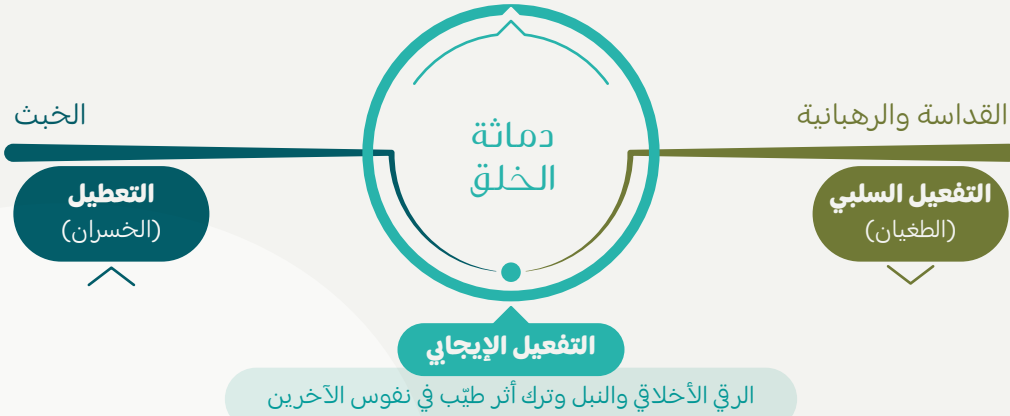 دماثة
الخلق
القداسة والرهبانية
التفعيل السلبي
(الطغيان)
الخبث
التعطيل
(الخسران)
التفعيل الإيجابي
الرقي الأخلاقي والنبل وترك أثر طيّب في نفوس الآخرين